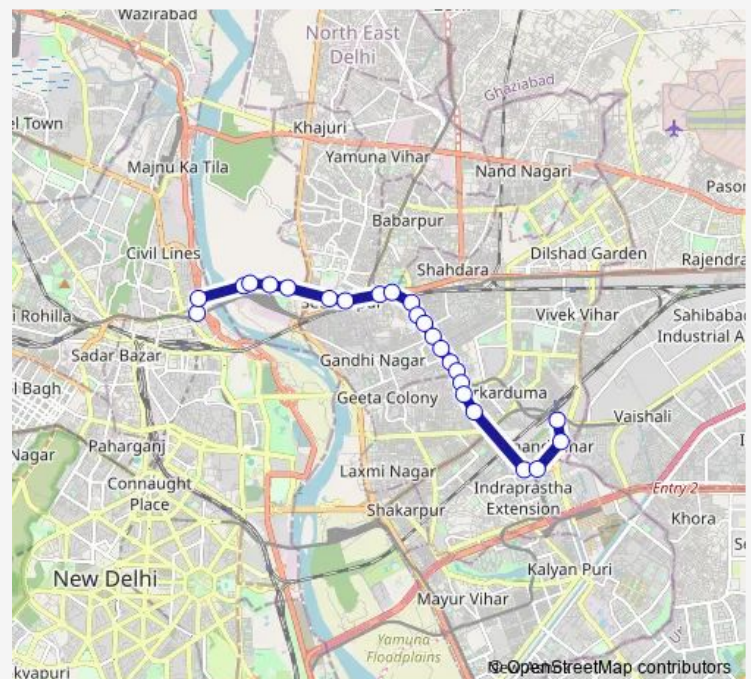 Wazirabad
North East
Delhi
Ghaziabad
el Town
Khajuri
Yamuna Vihar
Majnu Ka Tila
Nand Nagari
Pason
Babarpur
Civil Lines
Dilshad Garden
Rajendra
Shahdara
i Rohilla
Vivek Vihar
Sahibabad
Industrial A
Sadar Bazar
Gandhi Nagar
l Bagh
Geeta Colony
rkarduma
Vaishali
Nagar
Paharganj
Laxmi Nagar
Connaught
Place
Indraprastha
Extension
Entry 2
Shakarpur
Khora
New Delhi
Kalyan Puri
Mayur Vihar
Yamuna
Floodplains
kyapuri
© OpenStreetMap contributors